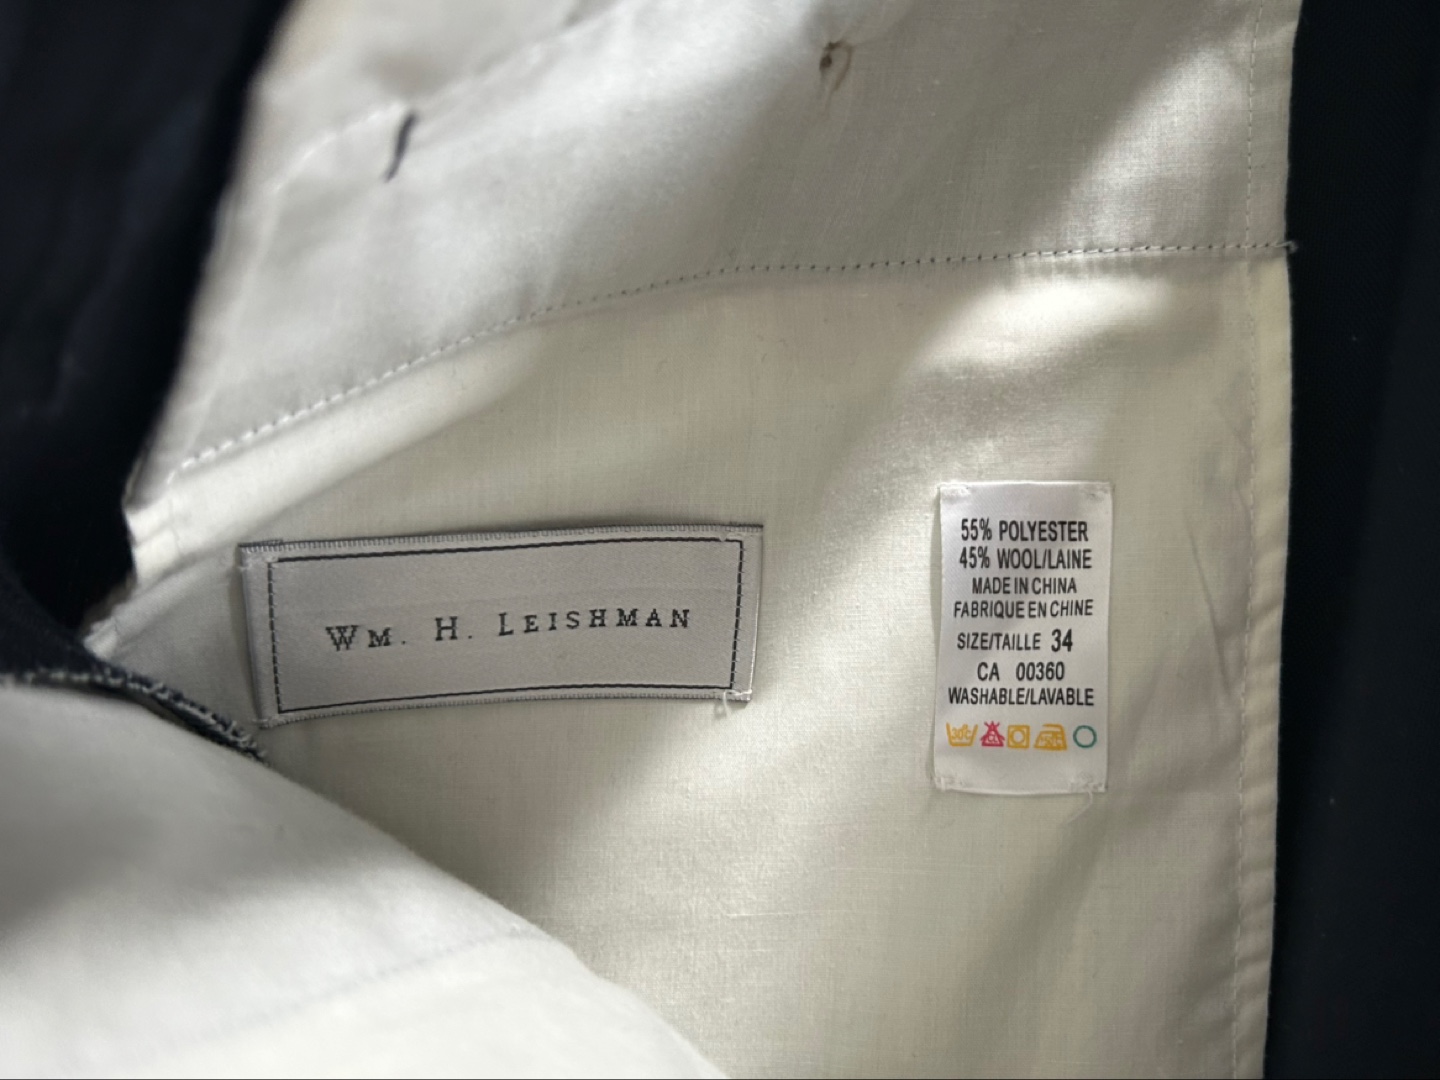 WM. H. LEISHMAN
55% POLYESTER
45% WOOL/LAINE
MADE IN CHINA
FABRIQUE EN CHINE
SIZE/TAILLE 34
CA 00360
WASHABLE/LAVABLE
30°C